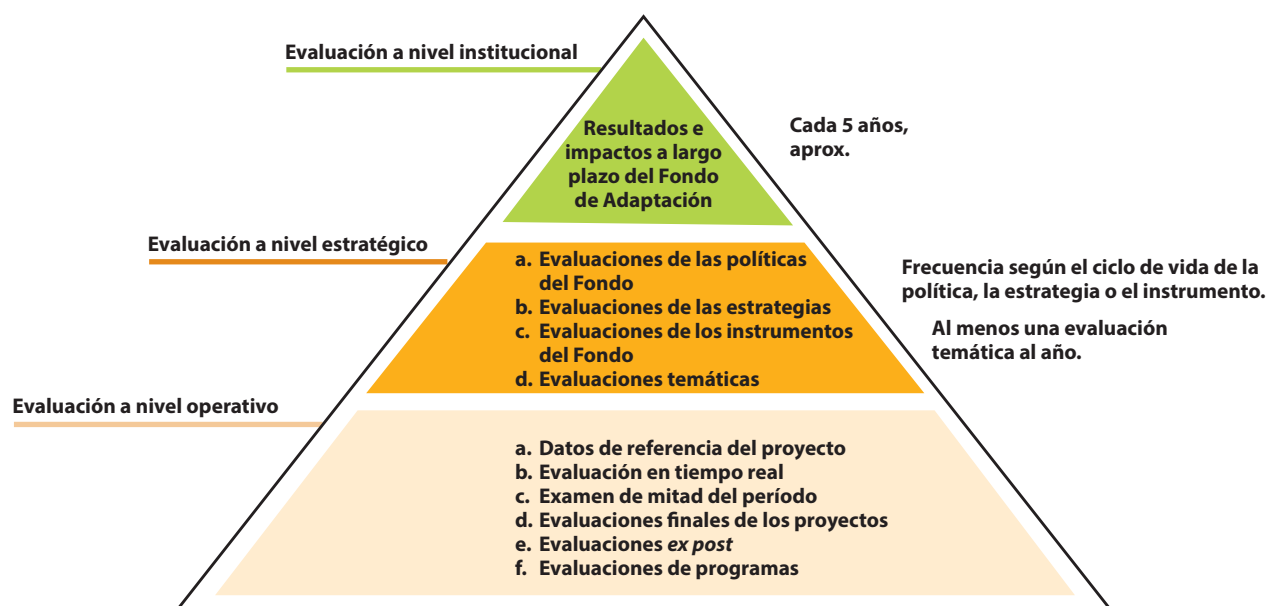 Evaluación a nivel institucional
Resultados e
impactos a largo
plazo del Fondo
de Adaptación
Cada 5 años,
aprox.
Evaluación a nivel estratégico
a. Evaluaciones de las políticas
del Fondo
b. Evaluaciones de las estrategias
c. Evaluaciones de los instrumentos
del Fondo
d. Evaluaciones temáticas
Frecuencia según el ciclo de vida de la
política, la estrategia o el instrumento.
Al menos una evaluación
temática al año.
Evaluación a nivel operativo
a. Datos de referencia del proyecto
b. Evaluación en tiempo real
c. Examen de mitad del período
d. Evaluaciones finales de los proyectos
e. Evaluaciones ex post
f. Evaluaciones de programas